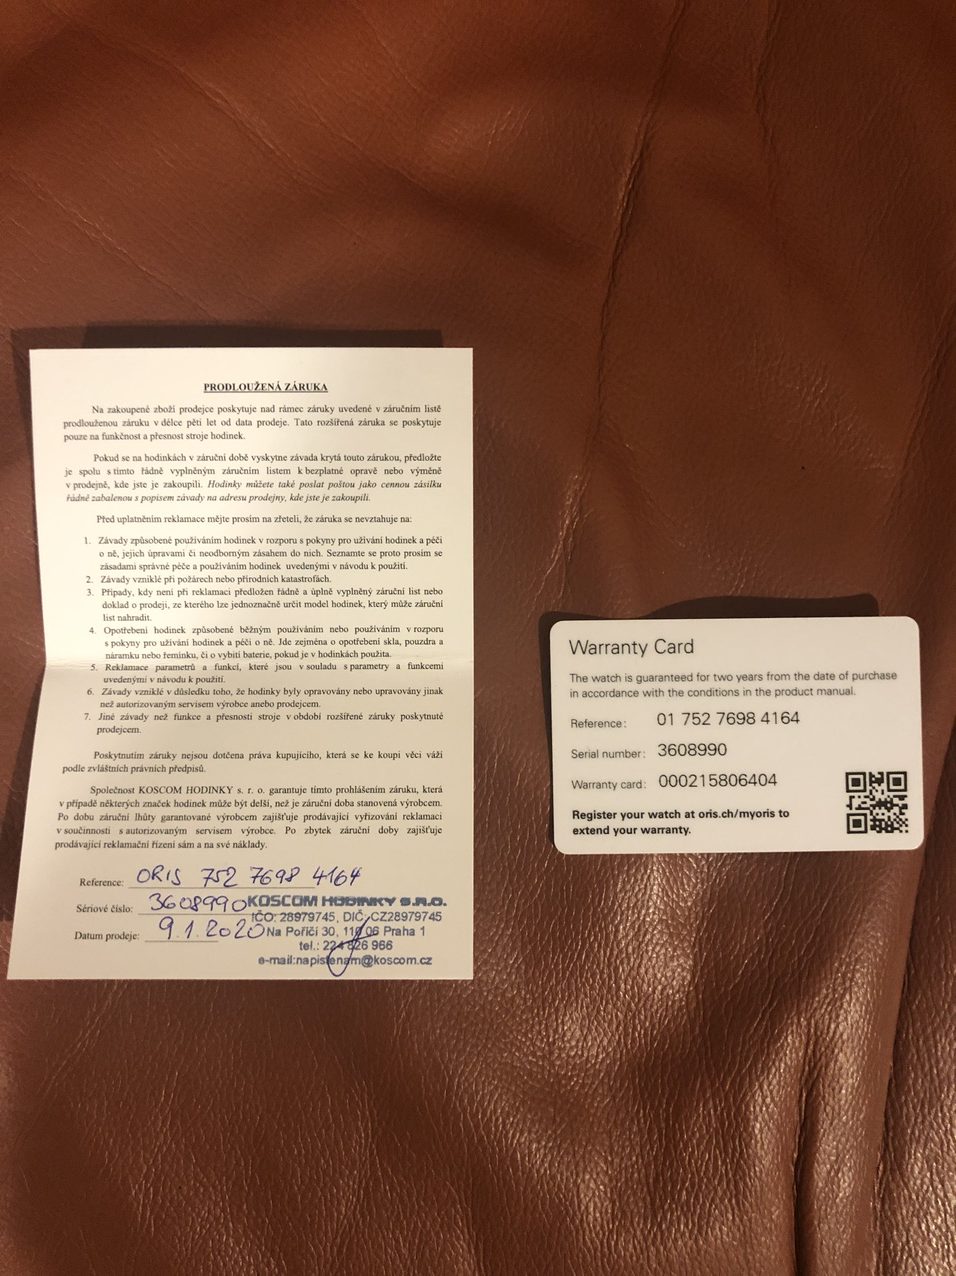 PRODLOUŽENÁ ZÁRUKA
Na zakoupené zboží prodejce poskytuje nad rámec záruky uvedené v záručním listě
prodlouženou záruku v délce pěti let od data prodeje. Tato rozšířená záruka se poskytuje
pouze na funkčnost a přesnost stroje hodinek.
Pokud se na hodinkách v záruční době vyskytne závada krytá touto zárukou, předložte
je spolu s tímto řádně vyplněným záručním listem k bezplatné opravě nebo výměně
v prodejně, kde jste je zakoupili. Hodinky můžete také poslat poštou jako cennou zásilku
řádně zabalenou s popisem závady na adresu prodejny, kde jste je zakoupili.
Před uplatněním reklamace mějte prosím na zřeteli, že záruka se nevztahuje na:
1. Závady způsobené používáním hodinek v rozporu s pokyny pro užívání hodinek a péči
o ně, jejich úpravami či neodborným zásahem do nich. Seznamte se proto prosím se
zásadami správné péče a používáním hodinek uvedenými v návodu k použití.
2. Závady vzniklé při požárech nebo přírodních katastrofách.
3. Případy, kdy není při reklamaci předložen řádně a úplně vyplněný záruční list nebo
doklad o prodeji, ze kterého lze jednoznačně určit model hodinek, který může záruční
list nahradit.
4. Opotřebení hodinek způsobené běžným používáním nebo používáním v rozporu
s pokyny pro užívání hodinek a péči o ně. Jde zejména o opotřebení skla, pouzdra a
náramku nebo řemínku, či o vybití baterie, pokud je v hodinkách použita.
5. Reklamace parametrů a funkcí, které jsou v souladu s parametry a funkcemi
uvedenými v návodu k použití.
6. Závady vzniklé v důsledku toho, že hodinky byly opravovány nebo upravovány jinak
než autorizovaným servisem výrobce anebo prodejcem.
7. Jiné závady než funkce a přesnosti stroje v období rozšířené záruky poskytnuté
prodejcem.
Poskytnutím záruky nejsou dotčena práva kupujícího, která se ke koupi věci váží
podle zvláštních právních předpisů.
Společnost KOSCOM HODINKY s. r. o. garantuje tímto prohlášením záruku, která
v případě některých značek hodinek může být delší, než je záruční doba stanovená výrobcem.
Po dobu záruční lhůty garantované výrobcem zajišťuje prodávající vyřizování reklamací
v součinnosti s autorizovaným servisem výrobce. Po zbytek záruční doby zajišťuje
prodávající reklamační řízení sám a na své náklady.
Reference: ORIS 752 7698 4164
Sériové číslo: 3608990
Datum prodeje: 9.1.2020
KOSCOM HODINKY S.R.O.
IČO: 28979745, DIČ: CZ28979745
Na Poříčí 30, 110 06 Praha 1
tel.: 224 826 966
e-mail:napistenam@koscom.cz
Warranty Card
The watch is guaranteed for two years from the date of purchase
in accordance with the conditions in the product manual.
Reference: 01 752 7698 4164
Serial number: 3608990
Warranty card: 000215806404
Register your watch at oris.ch/myoris to
extend your warranty.